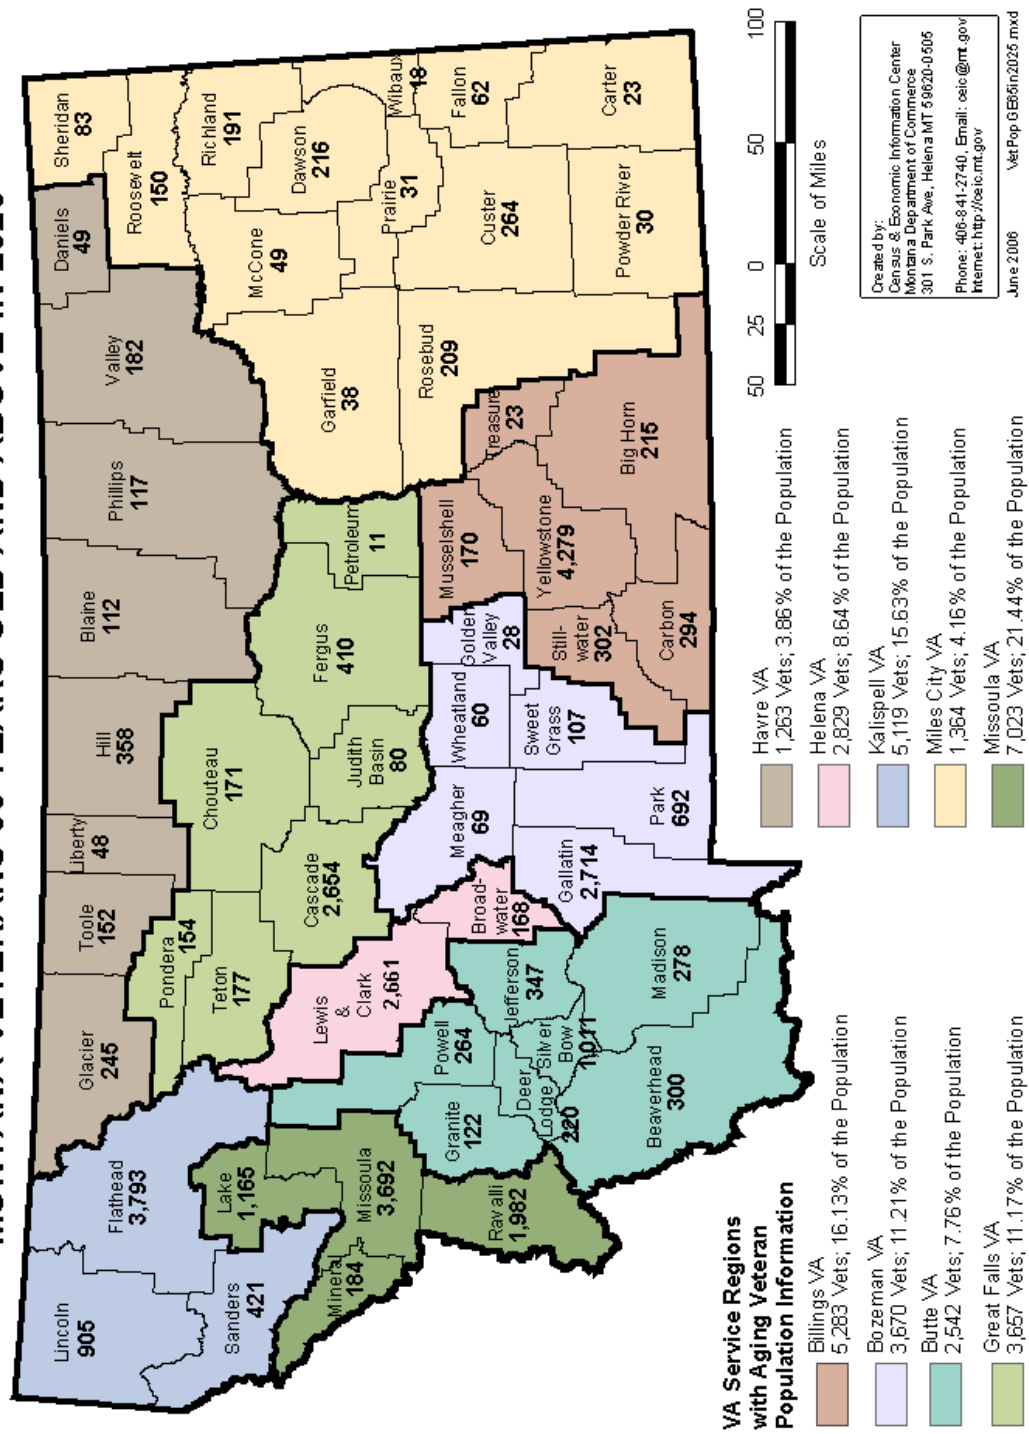 Lincoln
905
Flathead
3,793
Sanders
421
Lake
1,165
Mineral
184
Missoula
3,692
Ravalli
1,982
Glacier
245
Toole
152
Liberty
48
Hill
358
Blaine
112
Phillips
117
Valley
182
Daniels
49
Sheridan
83
Roosevelt
150
Richland
191
McCone
49
Dawson
216
Wibaux
18
Prairie
31
Fallon
62
Custer
264
Carter
23
Powder River
30
Garfield
38
Rosebud
209
Treasure
23
Big Horn
215
Musselshell
170
Yellowstone
4,279
Still-
water
302
Carbon
294
Petroleum
11
Fergus
410
Judith
Basin
80
Chouteau
171
Cascade
2,654
Pondera
154
Teton
177
Golden
Valley
28
Wheatland
60
Sweet
Grass
107
Meagher
69
Park
692
Gallatin
2,714
Broad-
water
168
Lewis
&
Clark
2,661
Powell
264
Granite
122
Deer
Lodge
220
Silver
Bow
1,011
Jefferson
347
Madison
278
Beaverhead
300
VA Service Regions
with Aging Veteran
Population Information
Billings VA
5,283 Vets; 16.13% of the Population
Bozeman VA
3,670 Vets; 11.21% of the Population
Butte VA
2,542 Vets; 7.76% of the Population
Great Falls VA
3,657 Vets; 11.17% of the Population
Havre VA
1,263 Vets; 3.86% of the Population
Helena VA
2,829 Vets; 8.64% of the Population
Kalispell VA
5,119 Vets; 15.63% of the Population
Miles City VA
1,364 Vets; 4.16% of the Population
Missoula VA
7,023 Vets; 21.44% of the Population
50 25 0 50 100
Scale of Miles
Created by:
Census & Economic Information Center
Montana Department of Commerce
301 S. Park Ave, Helena MT 59620-0505
Phone: 406-841-2740, Email: ceic@mt.gov
Internet: http://ceic.mt.gov
June 2006 VetPopGE65in2025.mxd